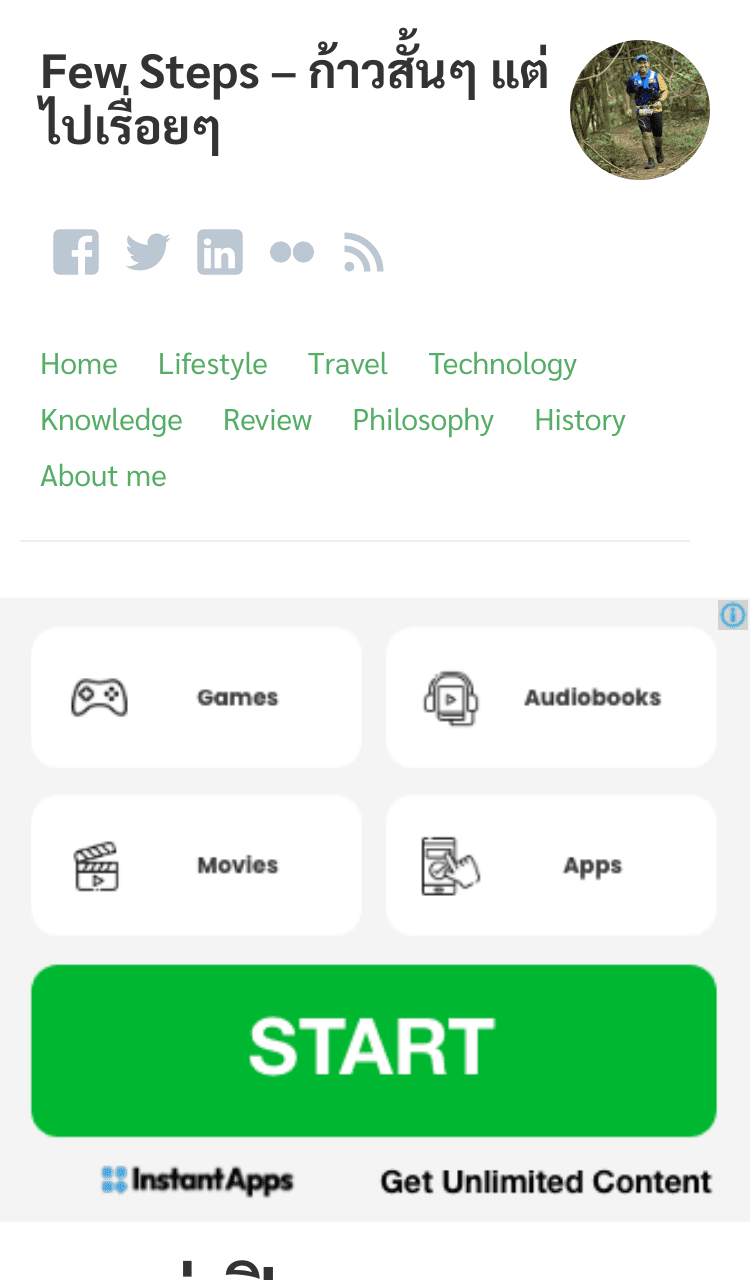 Few Steps – ก้าวสั้นๆ แต่
ไปเรื่อยๆ
Home Lifestyle Travel Technology
Knowledge Review Philosophy History
About me
Games Audiobooks
Movies Apps
START
InstantApps Get Unlimited Content